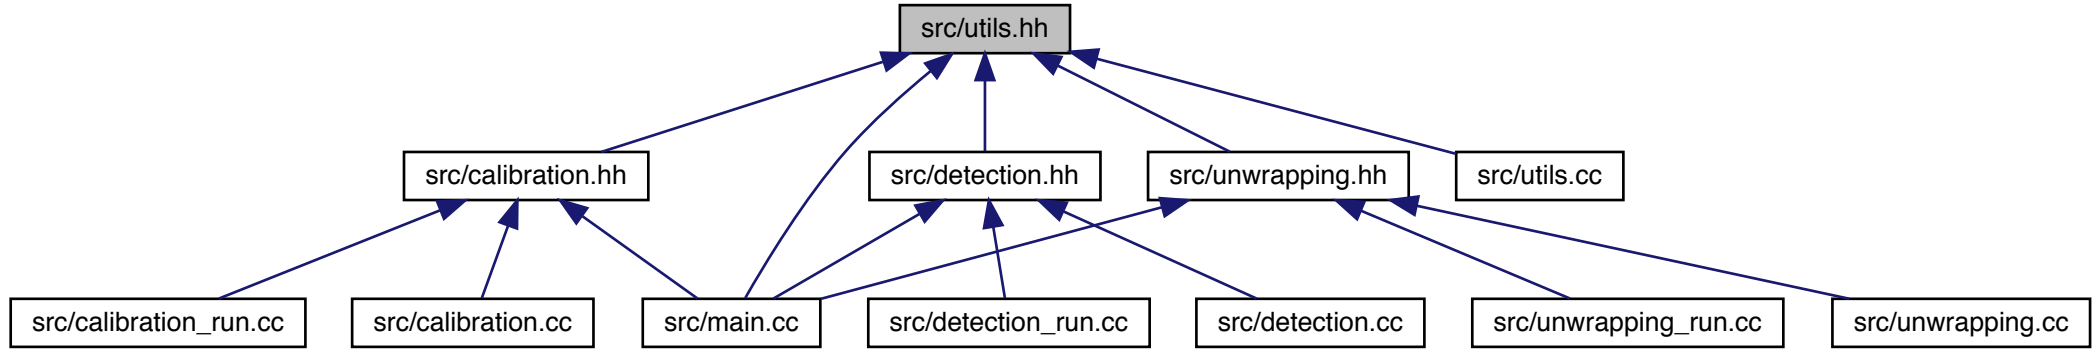 src/utils.hh
src/calibration.hh
src/detection.hh
src/unwrapping.hh
src/utils.cc
src/calibration_run.cc
src/calibration.cc
src/main.cc
src/detection_run.cc
src/detection.cc
src/unwrapping_run.cc
src/unwrapping.cc